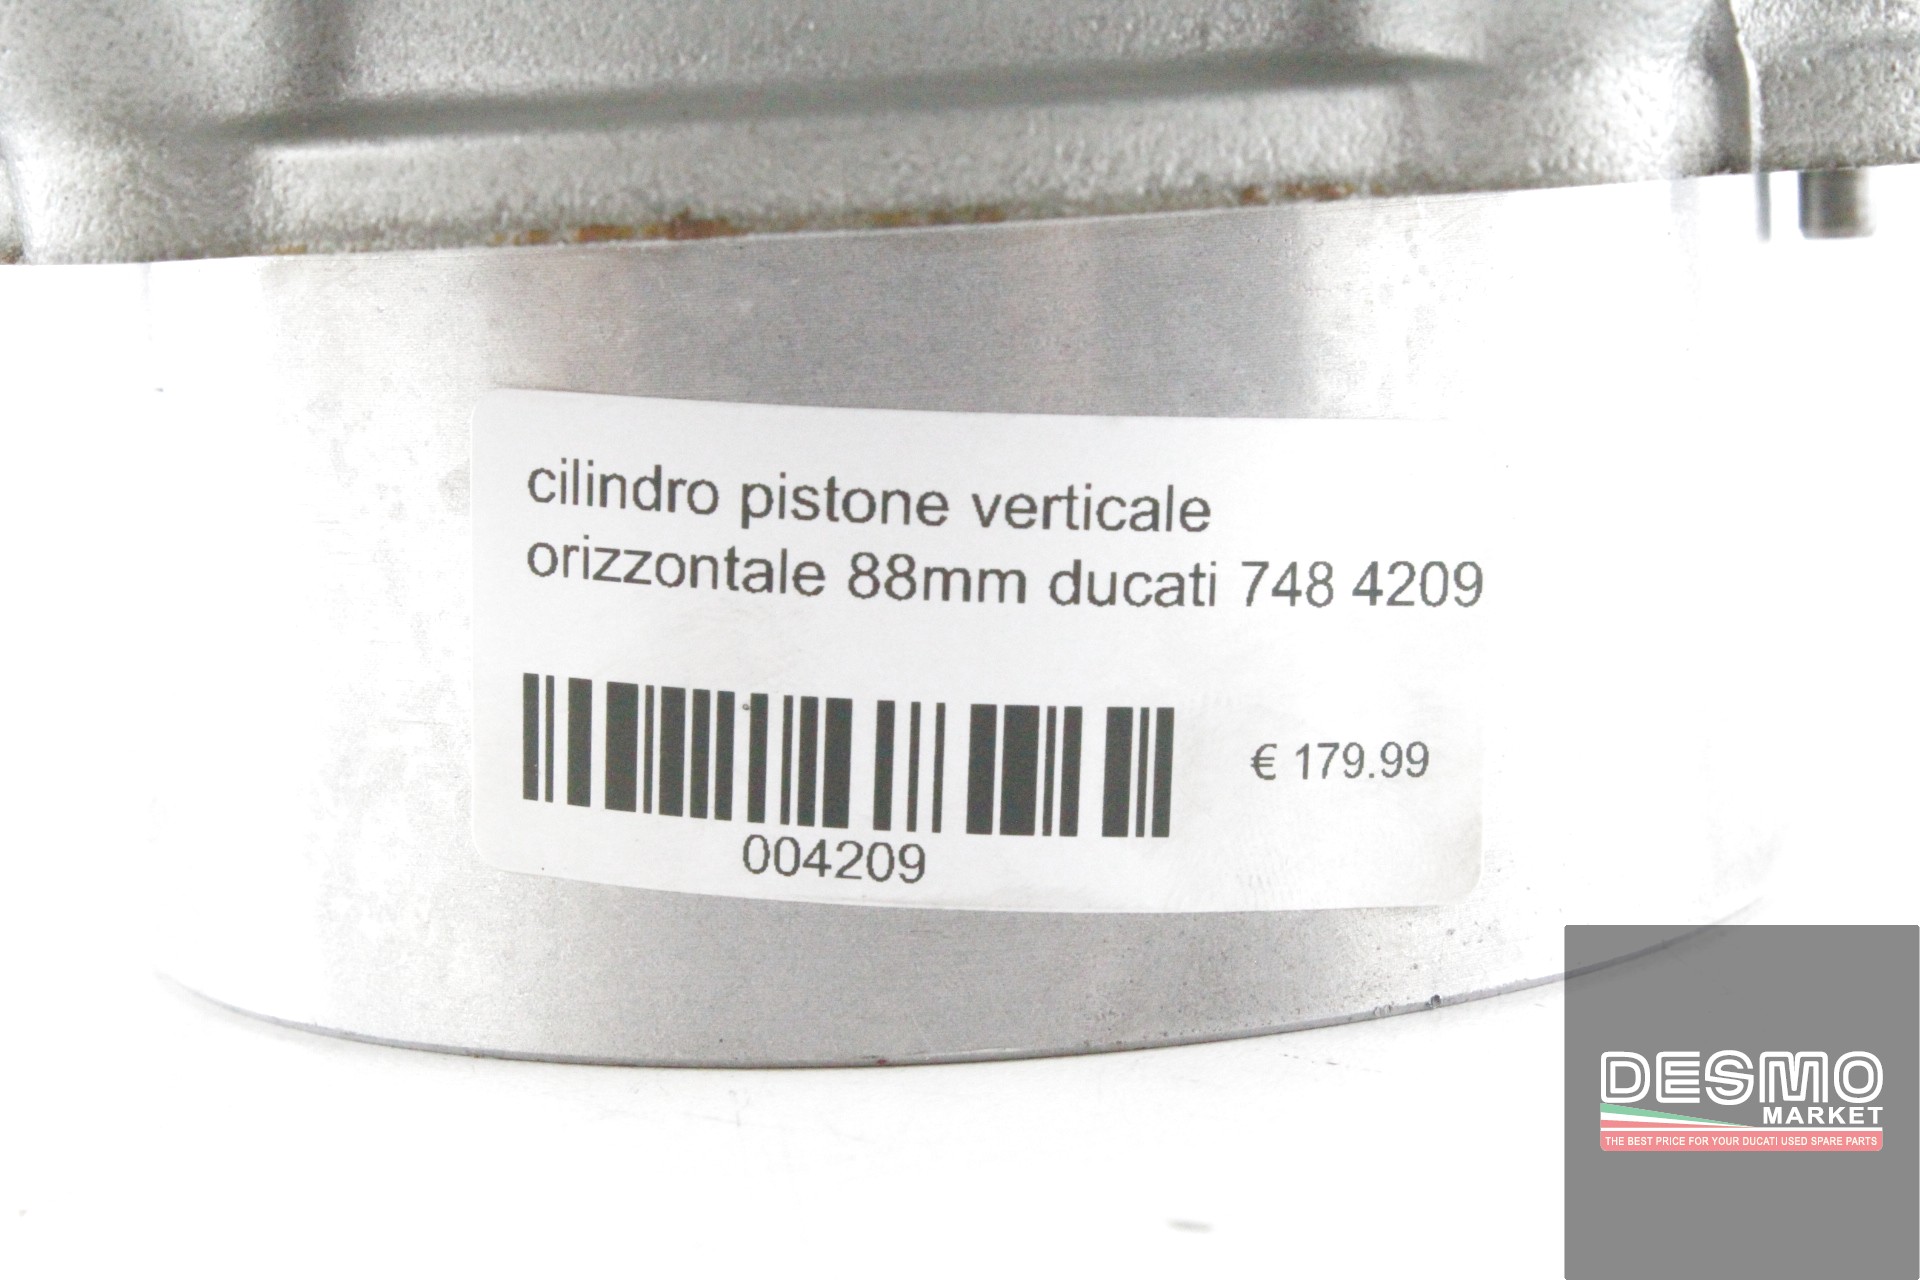 cilindro pistone verticale
orizzontale 88mm ducati 748 4209
€ 179.99
004209
DESMO
MARKET
THE BEST PRICE FOR YOUR DUCATI USED SPARE PARTS